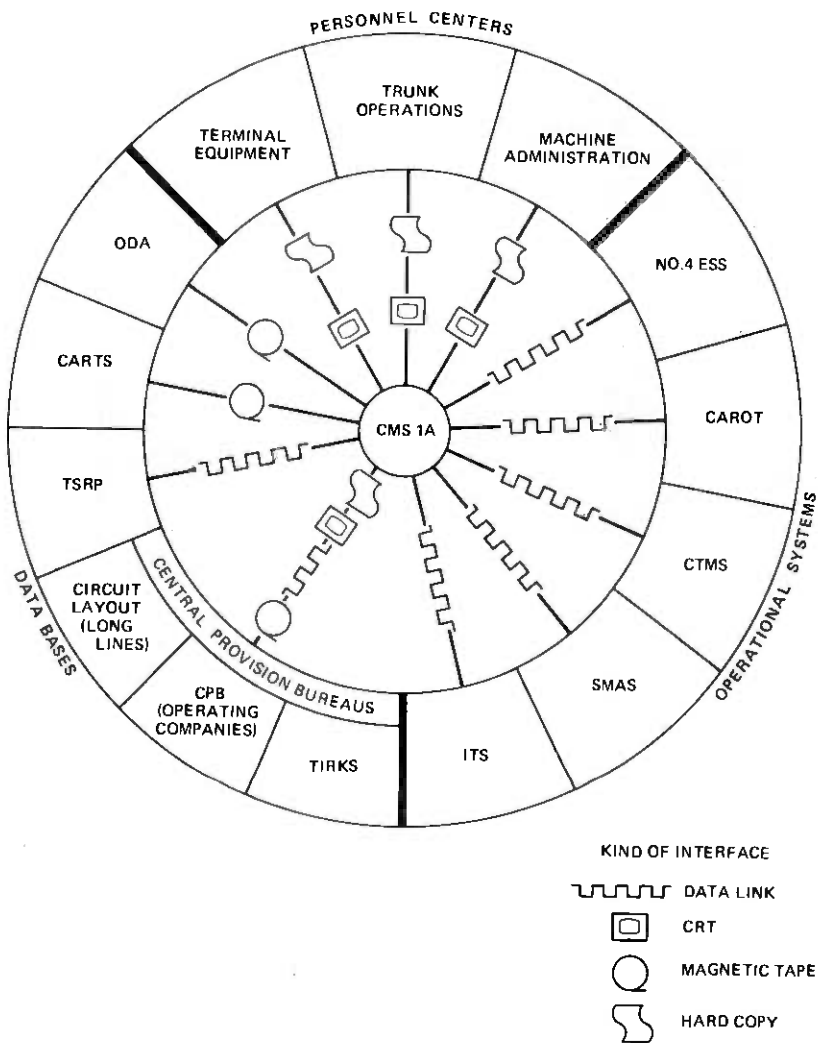 PERSONNEL CENTERS
TRUNK
OPERATIONS
TERMINAL
EQUIPMENT
MACHINE
ADMINISTRATION
ODA
NO.4 ESS
CARTS
CAROT
CMS 1A
TSRP
CTMS
OPERATIONAL SYSTEMS
DATA BASES
CENTRAL PROVISION BUREAUS
CIRCUIT
LAYOUT
(LONG
LINES)
CPB
(OPERATING
COMPANIES)
SMAS
TIRKS
ITS
KIND OF INTERFACE
DATA LINK
CRT
MAGNETIC TAPE
HARD COPY